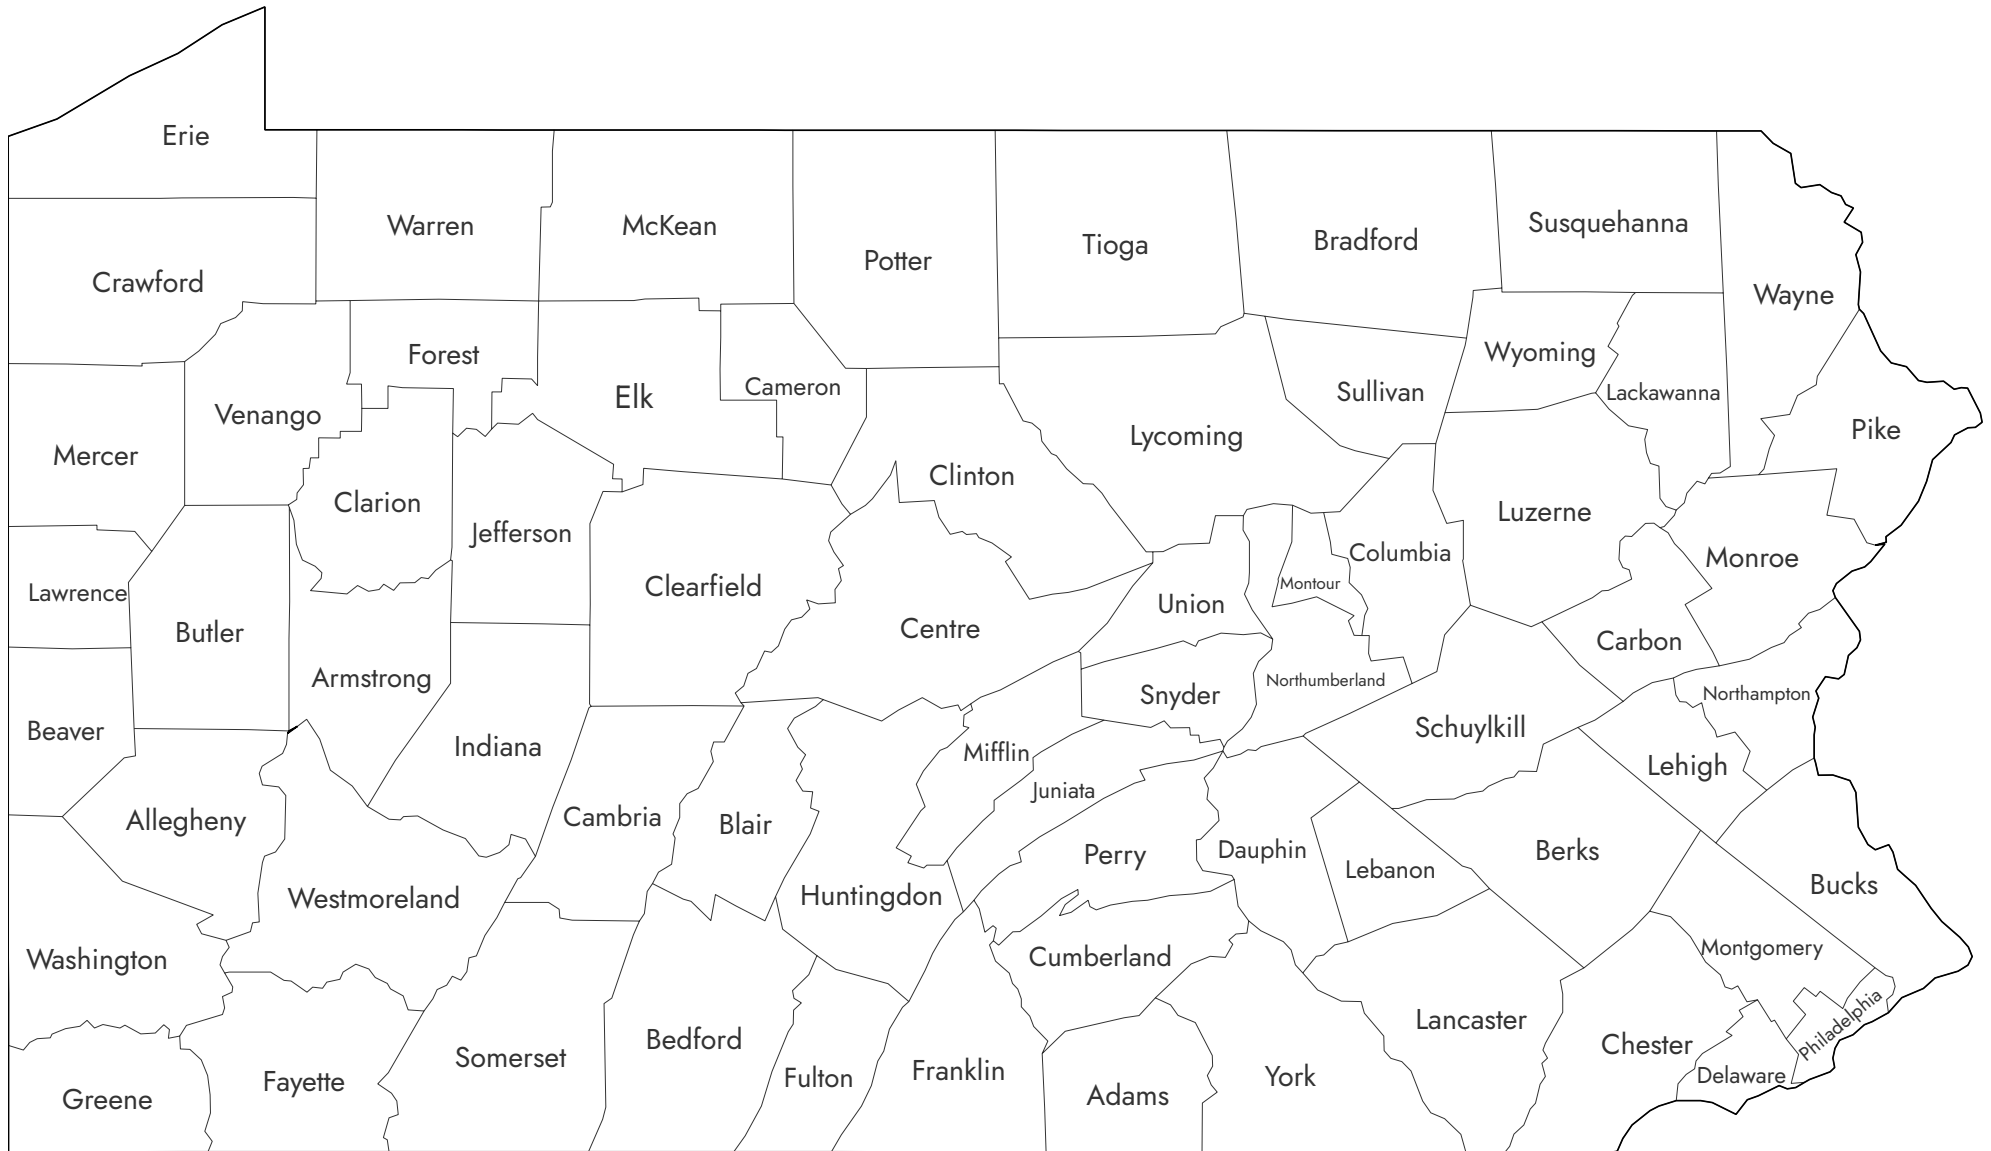 Erie
Warren
McKean
Susquehanna
Bradford
Tioga
Potter
Crawford
Wayne
Forest
Wyoming
Cameron
Elk
Sullivan
Lackawanna
Venango
Pike
Lycoming
Mercer
Clinton
Clarion
Luzerne
Jefferson
Columbia
Monroe
Montour
Clearfield
Lawrence
Union
Centre
Butler
Carbon
Armstrong
Northumberland
Northampton
Snyder
Schuylkill
Beaver
Indiana
Mifflin
Lehigh
Juniata
Cambria
Allegheny
Blair
Dauphin
Berks
Perry
Lebanon
Bucks
Huntingdon
Westmoreland
Montgomery
Cumberland
Washington
Lancaster
Philadelphia
Bedford
Chester
Somerset
Franklin
Delaware
York
Fulton
Fayette
Adams
Greene